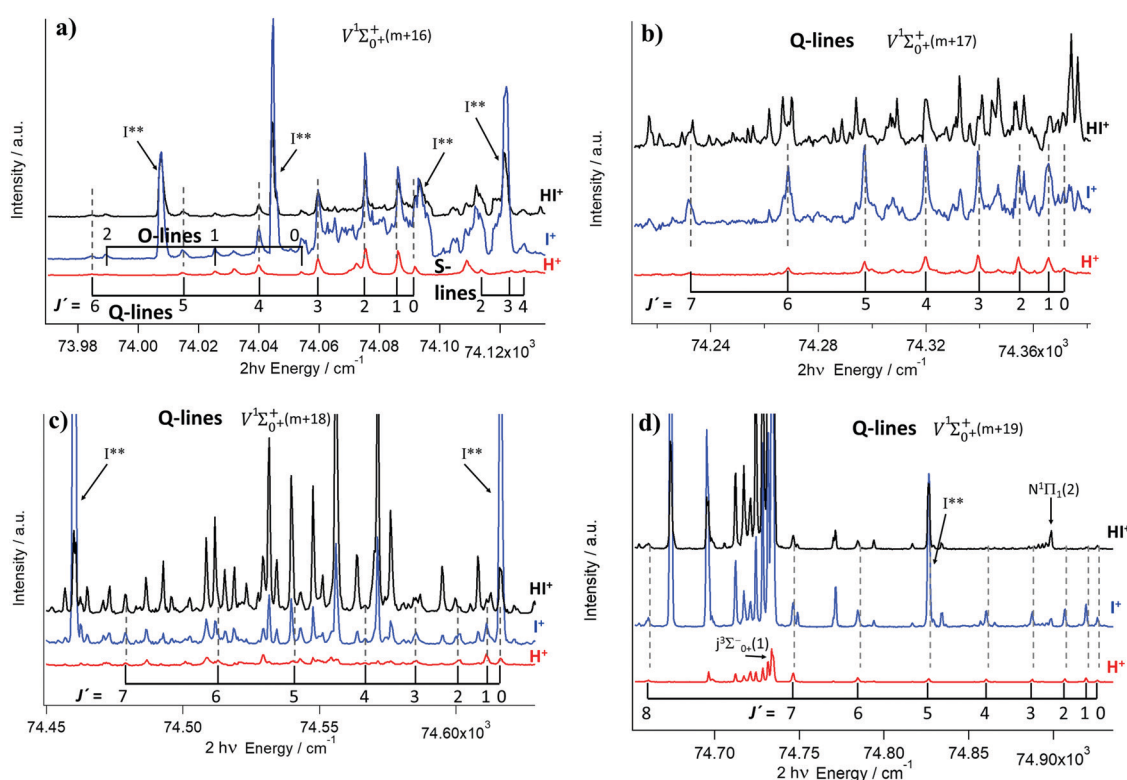 a)
V¹Σ⁺₀₊(m+16)
Intensity / a.u.
I**
I**
I**
I**
HI⁺
I⁺
H⁺
2 O-lines 1 0
S-lines
J´ = 6 5 4 3 2 1 0 2 3 4
Q-lines
73.98 74.00 74.02 74.04 74.06 74.08 74.10 74.12x10³
2hν Energy / cm⁻¹
b)
Q-lines V¹Σ⁺₀₊(m+17)
Intensity / a.u.
HI⁺
I⁺
H⁺
J´ = 7 6 5 4 3 2 1 0
74.24 74.28 74.32 74.36x10³
2hν Energy / cm⁻¹
c)
Q-lines V¹Σ⁺₀₊(m+18)
Intensity / a.u.
I**
I**
HI⁺
I⁺
H⁺
J´ = 7 6 5 4 3 2 1 0
74.45 74.50 74.55 74.60x10³
2 hν Energy / cm⁻¹
d)
Q-lines V¹Σ⁺₀₊(m+19)
Intensity / a.u.
N¹Π₁(2)
I**
HI⁺
I⁺
j³Σ⁻₀₊(1)
H⁺
8 J´ = 7 6 5 4 3 2 1 0
74.70 74.75 74.80 74.85 74.90x10³
2 hν Energy / cm⁻¹